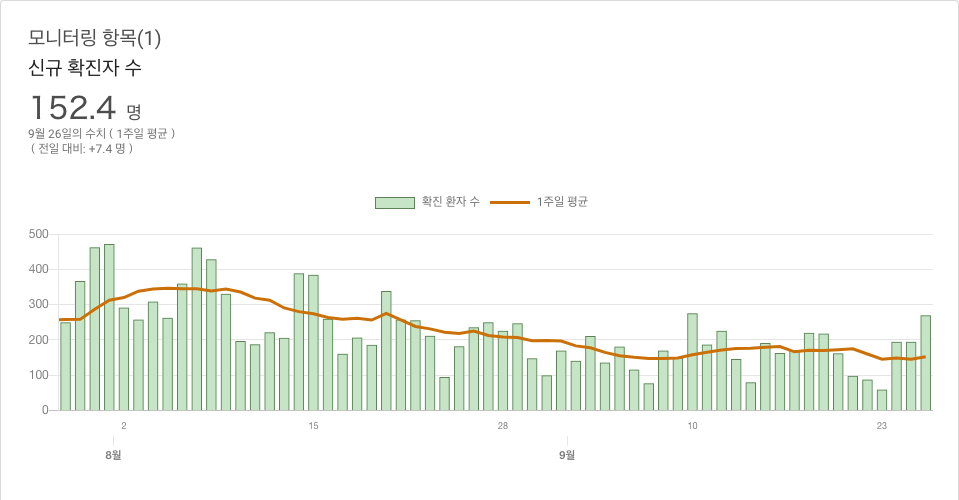 모니터링 항목(1)
신규 확진자 수
152.4 명
9월 26일의 수치 ( 1주일 평균 )
( 전일 대비: +7.4 명 )
확진 환자 수 1주일 평균
500
400
300
200
100
0
2 15 28 10 23
8월 9월